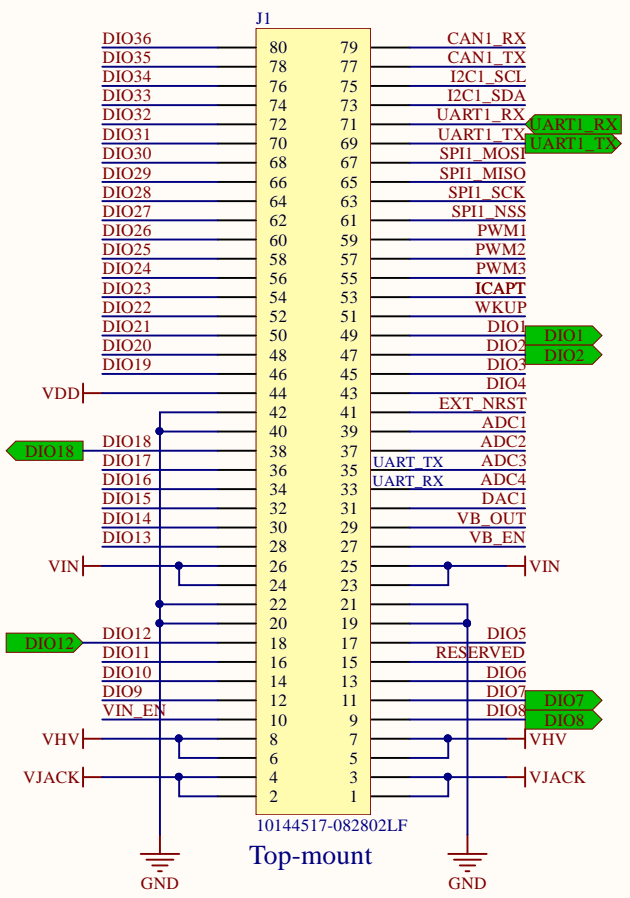 J1
DIO36 80 79 CAN1_RX
DIO35 78 77 CAN1_TX
DIO34 76 75 I2C1_SCL
DIO33 74 73 I2C1_SDA
DIO32 72 71 UART1_RX UART1_RX
DIO31 70 69 UART1_TX UART1_TX
DIO30 68 67 SPI1_MOSI
DIO29 66 65 SPI1_MISO
DIO28 64 63 SPI1_SCK
DIO27 62 61 SPI1_NSS
DIO26 60 59 PWM1
DIO25 58 57 PWM2
DIO24 56 55 PWM3
DIO23 54 53 ICAPT
DIO22 52 51 WKUP
DIO21 50 49 DIO1 DIO1
DIO20 48 47 DIO2 DIO2
DIO19 46 45 DIO3
VDD 44 43 DIO4
42 41 EXT_NRST
40 39 ADC1
DIO18 DIO18 38 37 ADC2
DIO17 36 35 UART_TX ADC3
DIO16 34 33 UART_RX ADC4
DIO15 32 31 DAC1
DIO14 30 29 VB_OUT
DIO13 28 27 VB_EN
VIN 26 25 VIN
24 23
22 21
20 19
DIO12 DIO12 18 17 DIO5
DIO11 16 15 RESERVED
DIO10 14 13 DIO6
DIO9 12 11 DIO7 DIO7
VIN_EN 10 9 DIO8 DIO8
VHV 8 7 VHV
6 5
VJACK 4 3 VJACK
2 1
10144517-082802LF
Top-mount
GND GND